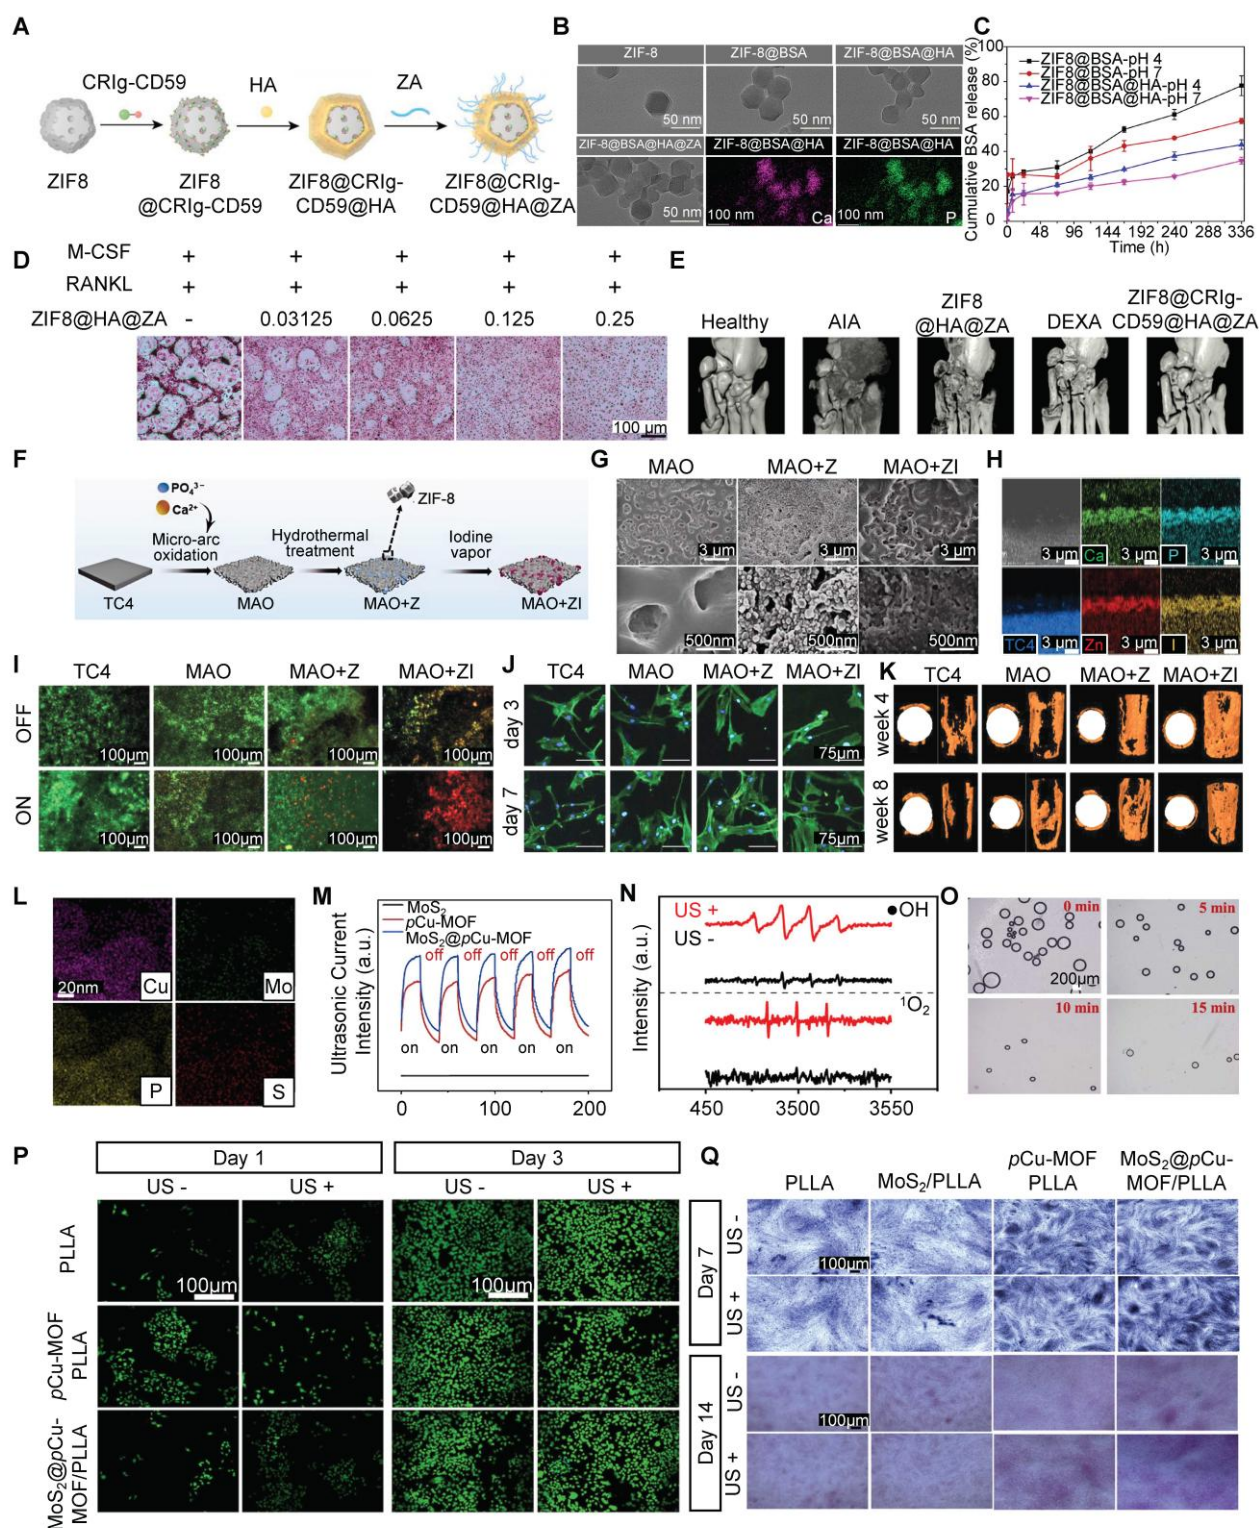 A
CRIg-CD59
HA
ZA
ZIF8
ZIF8
@CRIg-CD59
ZIF8@CRIg-
CD59@HA
ZIF8@CRIg-
CD59@HA@ZA
B
ZIF-8
ZIF-8@BSA
ZIF-8@BSA@HA
50 nm
50 nm
50 nm
ZIF-8@BSA@HA@ZA
ZIF-8@BSA@HA
ZIF-8@BSA@HA
50 nm
100 nm
Ca
100 nm
P
C
Cumulative BSA release (%)
100
80
60
40
20
0
ZIF8@BSA-pH 4
ZIF8@BSA-pH 7
ZIF8@BSA@HA-pH 4
ZIF8@BSA@HA-pH 7
0 48 96 144 192 240 288 336
Time (h)
D
M-CSF + + + + +
RANKL + + + + +
ZIF8@HA@ZA - 0.03125 0.0625 0.125 0.25
100 μm
E
Healthy
AIA
ZIF8
@HA@ZA
DEXA
ZIF8@CRIg-
CD59@HA@ZA
F
PO₄³⁻
Ca²⁺
Micro-arc
oxidation
Hydrothermal
treatment
ZIF-8
Iodine
vapor
TC4
MAO
MAO+Z
MAO+ZI
G
MAO
MAO+Z
MAO+ZI
3 μm
3 μm
3 μm
500nm
500nm
500nm
H
3 μm
Ca
3 μm
P
3 μm
TC4
3 μm
Zn
3 μm
I
3 μm
I
TC4
MAO
MAO+Z
MAO+ZI
OFF
100μm
100μm
100μm
100μm
ON
100μm
100μm
100μm
100μm
J
TC4
MAO
MAO+Z
MAO+ZI
day 3
75μm
day 7
75μm
K
TC4
MAO
MAO+Z
MAO+ZI
week 4
week 8
L
20nm
Cu
Mo
P
S
M
Ultrasonic Current
Intensity (a.u.)
MoS₂
pCu-MOF
MoS₂@pCu-MOF
off off off off off
on on on on on
0 100 200
N
Intensity (a.u.)
US +
US -
●OH
¹O₂
450 3500 3550
O
0 min
200μm
5 min
10 min
15 min
P
Day 1
Day 3
US - US + US - US +
PLLA
100μm
100μm
pCu-MOF
PLLA
MoS₂@pCu-
MOF/PLLA
Q
PLLA
MoS₂/PLLA
pCu-MOF
PLLA
MoS₂@pCu-
MOF/PLLA
Day 7
US -
100μm
US +
Day 14
US -
100μm
US +